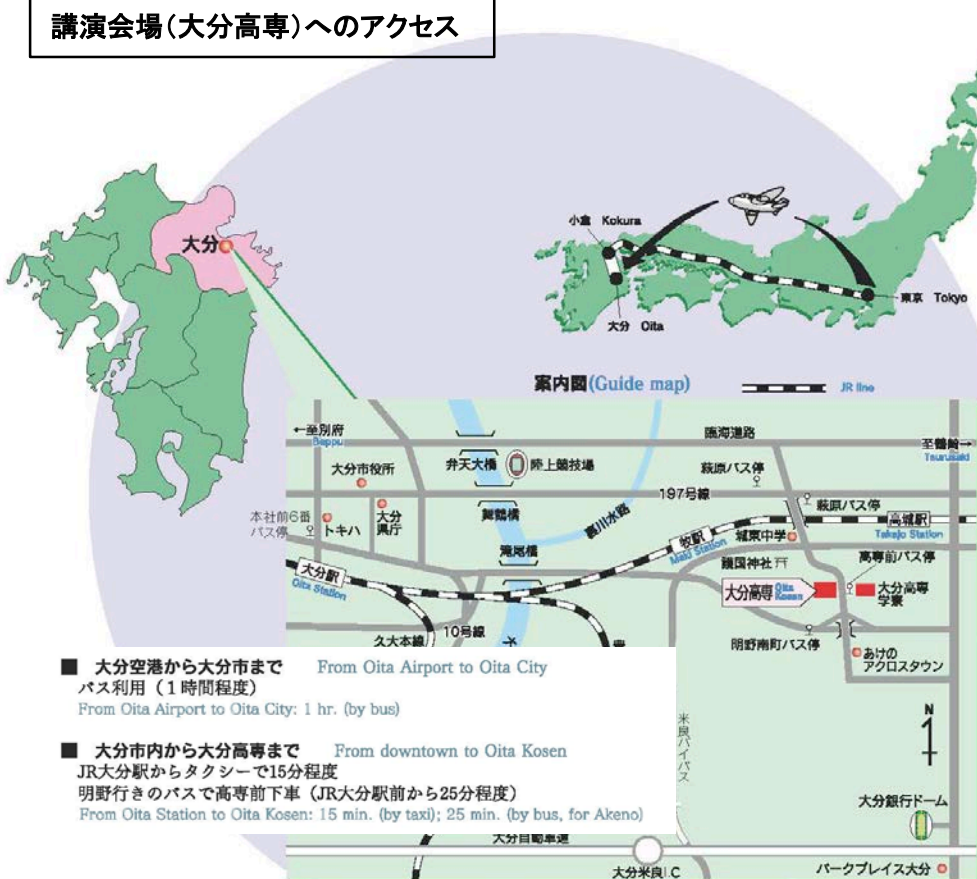 講演会場(大分高専)へのアクセス
大分
小倉 Kokura
東京 Tokyo
大分 Oita
案内図(Guide map)
JR line
←至別府
Beppu
臨海道路
至鶴崎→
Tsurusaki
大分市役所
弁天大橋
陸上競技場
萩原バス停
197号線
萩原バス停
本社前6番
バス停
トキハ
大分
県庁
舞鶴橋
裏川水路
高城駅
Takajo Station
城東中学
牧駅
Maki Station
滝尾橋
護国神社
高専前バス停
大分駅
Oita Station
大分高専
Oita
Kosen
大分高専
学寮
久大本線
10号線
明野南町バス停
あけの
アクロスタウン
■ 大分空港から大分市まで From Oita Airport to Oita City
バス利用(1時間程度)
From Oita Airport to Oita City: 1 hr. (by bus)
■ 大分市内から大分高専まで From downtown to Oita Kosen
JR大分駅からタクシーで15分程度
明野行きのバスで高専前下車(JR大分駅前から25分程度)
From Oita Station to Oita Kosen: 15 min. (by taxi); 25 min. (by bus, for Akeno)
米良バイパス
N
大分銀行ドーム
大分自動車道
大分米良I.C
パークプレイス大分